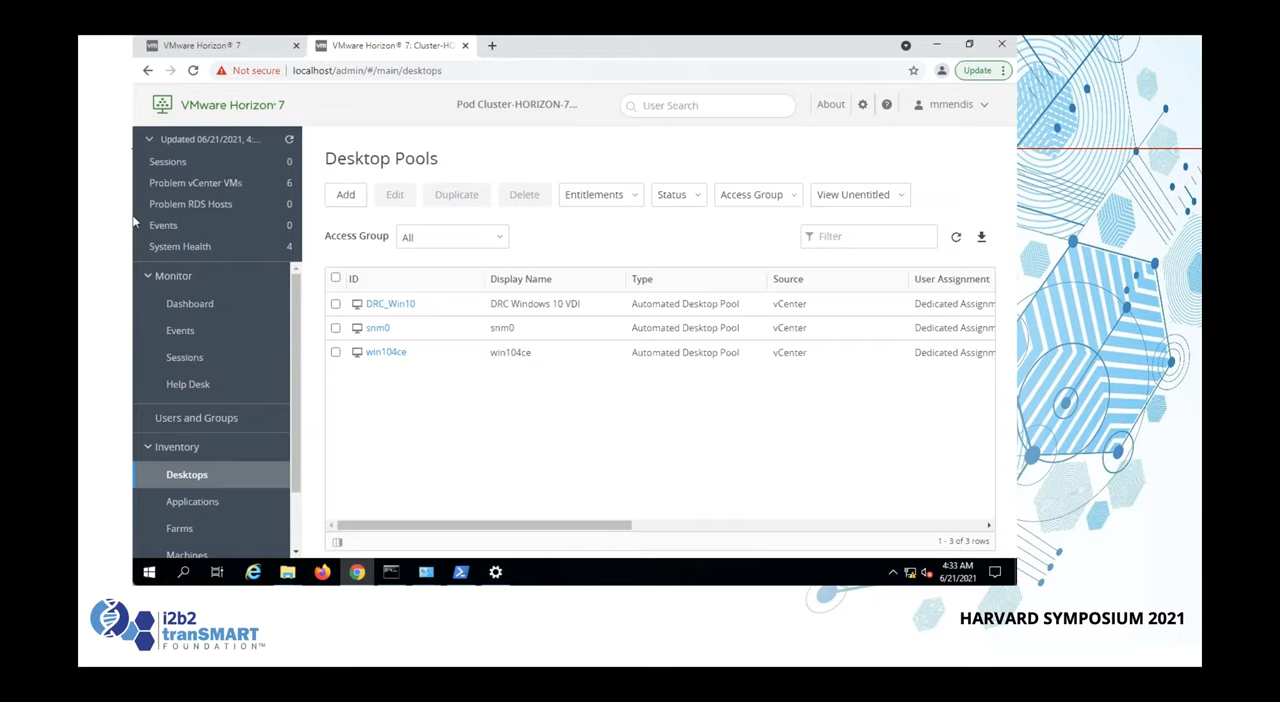 VMware Horizon® 7
VMware Horizon® 7: Cluster-HO
Not secure
localhost/admin/#/main/desktops
Update
VMware Horizon® 7
Pod Cluster-HORIZON-7...
User Search
About
mmendis
Updated 06/21/2021, 4:...
Sessions 0
Problem vCenter VMs 6
Problem RDS Hosts 0
Events 0
System Health 4
Monitor
Dashboard
Events
Sessions
Help Desk
Users and Groups
Inventory
Desktops
Applications
Farms
Machines
Desktop Pools
Add Edit Duplicate Delete Entitlements Status Access Group View Unentitled
Access Group All Filter
ID Display Name Type Source User Assignment
DRC_Win10 DRC Windows 10 VDI Automated Desktop Pool vCenter Dedicated Assignm
snm0 snm0 Automated Desktop Pool vCenter Dedicated Assignm
win104ce win104ce Automated Desktop Pool vCenter Dedicated Assignm
1 - 3 of 3 rows
4:33 AM
6/21/2021
i2b2
tranSMART
FOUNDATION™
HARVARD SYMPOSIUM 2021